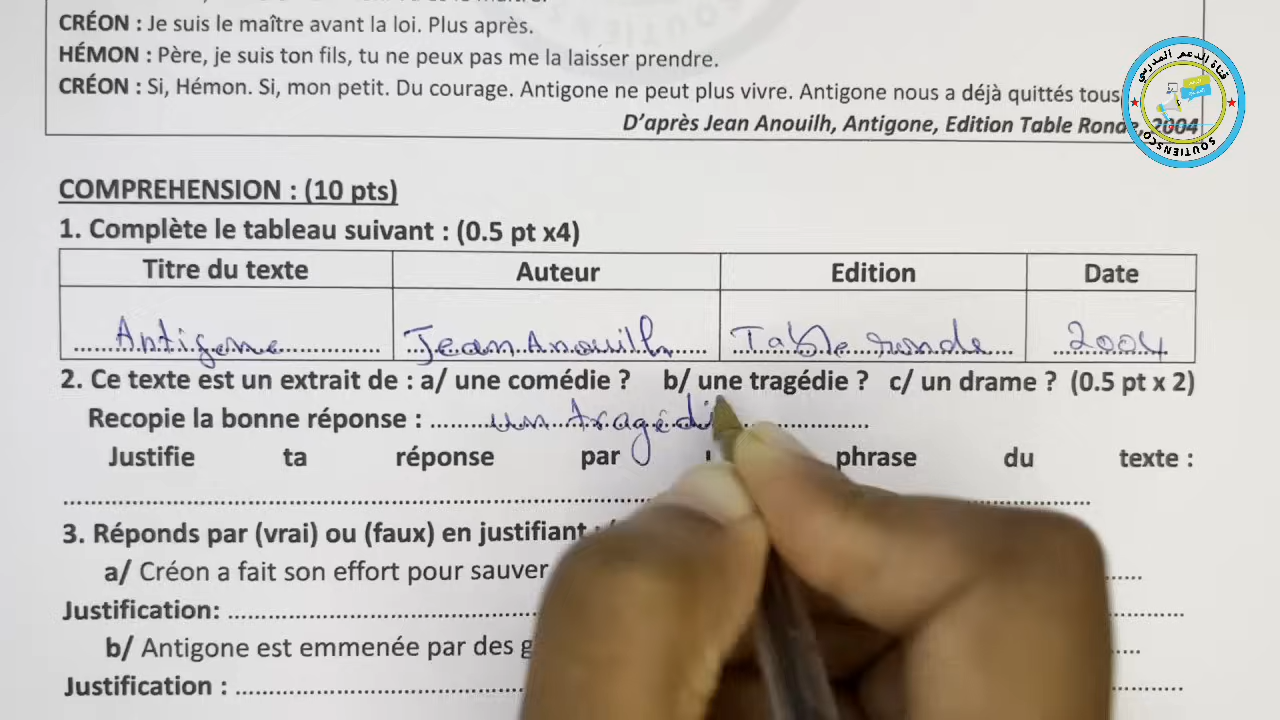 CRÉON : Je suis le maître avant la loi. Plus après.
HÉMON : Père, je suis ton fils, tu ne peux pas me la laisser prendre.
CRÉON : Si, Hémon. Si, mon petit. Du courage. Antigone ne peut plus vivre. Antigone nous a déjà quittés tous
D'après Jean Anouilh, Antigone, Edition Table Ronde, 2004
قناة الدعم المدرسي
SOUTIENSCO
COMPREHENSION : (10 pts)
1. Complète le tableau suivant : (0.5 pt x4)
Titre du texte Auteur Edition Date
Antigone Jean Anouilh Table ronde 2004
2. Ce texte est un extrait de : a/ une comédie ? b/ une tragédie ? c/ un drame ? (0.5 pt x 2)
Recopie la bonne réponse : un tragédi
Justifie ta réponse par phrase du texte :
3. Réponds par (vrai) ou (faux) en justifiant :
a/ Créon a fait son effort pour sauver
Justification:
b/ Antigone est emmenée par des g
Justification :